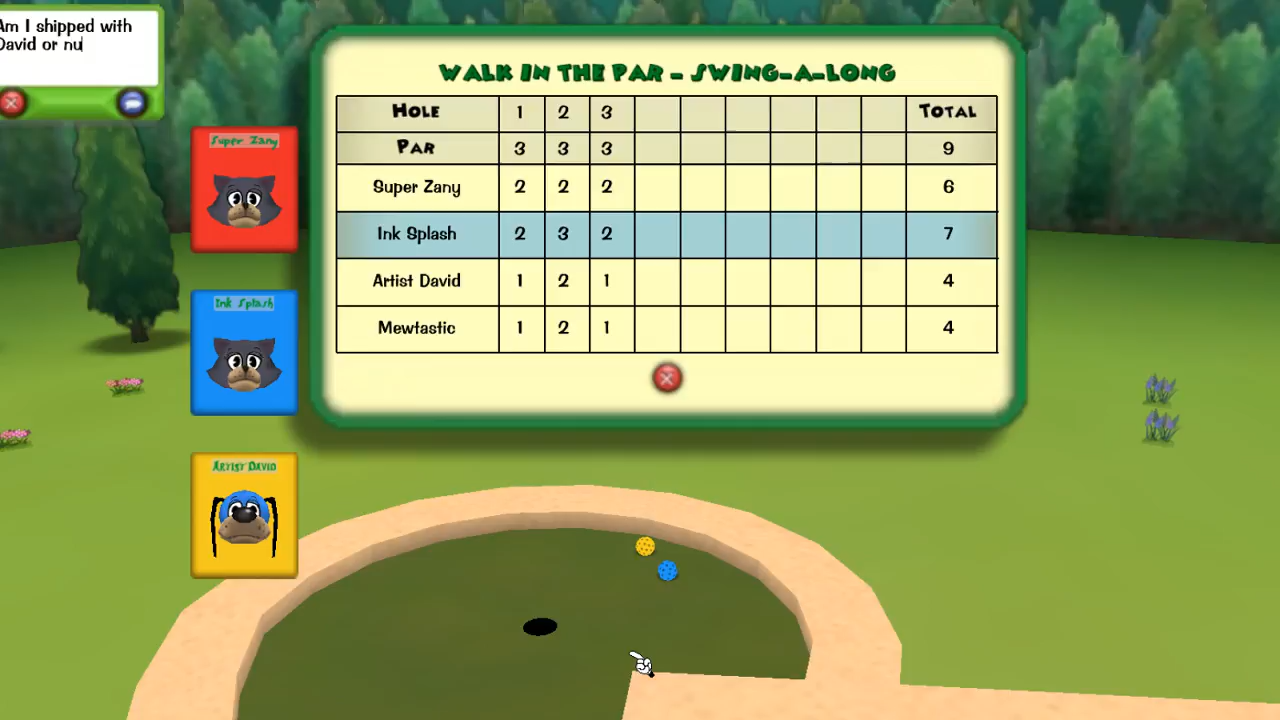 Am I shipped with
David or nu
WALK IN THE PAR - SWING-A-LONG
HOLE 1 2 3 TOTAL
PAR 3 3 3 9
Super Zany 2 2 2 6
Ink Splash 2 3 2 7
Artist David 1 2 1 4
Mewtastic 1 2 1 4
Super Zany
Ink Splash
Artist David